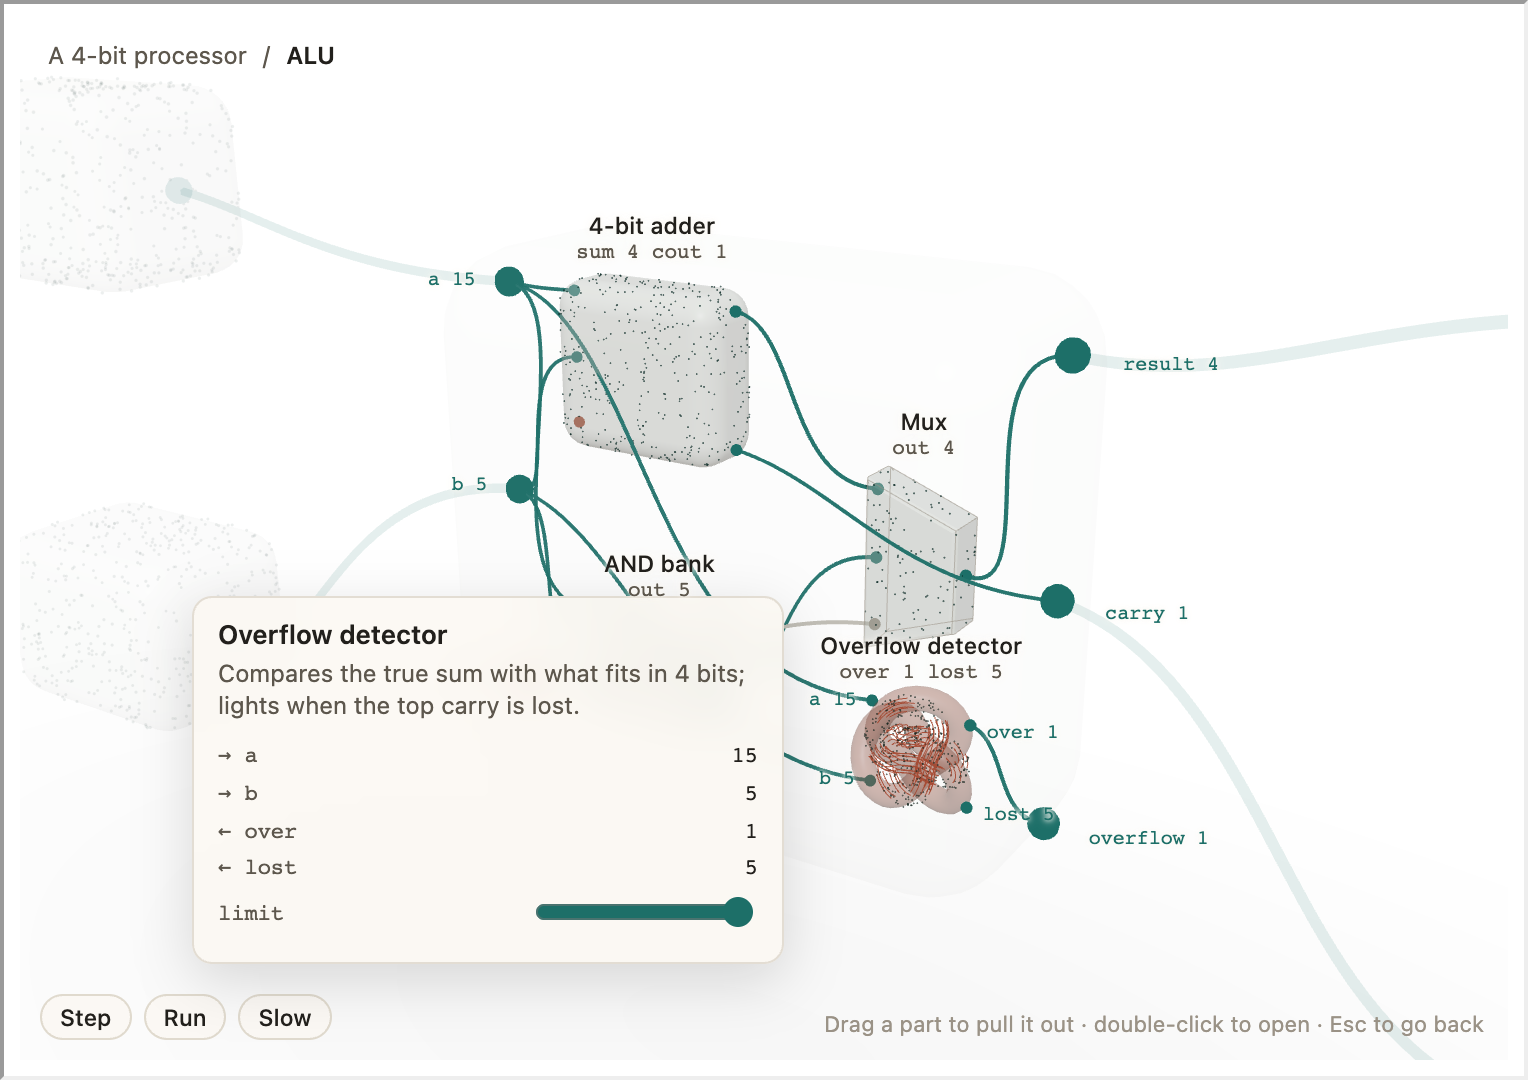 A 4-bit processor / ALU
4-bit adder
sum 4 cout 1
a 15
result 4
Mux
out 4
b 5
AND bank
out 5
carry 1
Overflow detector
Compares the true sum with what fits in 4 bits;
lights when the top carry is lost.
→ a 15
→ b 5
← over 1
← lost 5
limit
Overflow detector
over 1 lost 5
a 15
over 1
b 5
lost 5
overflow 1
Step
Run
Slow
Drag a part to pull it out · double-click to open · Esc to go back